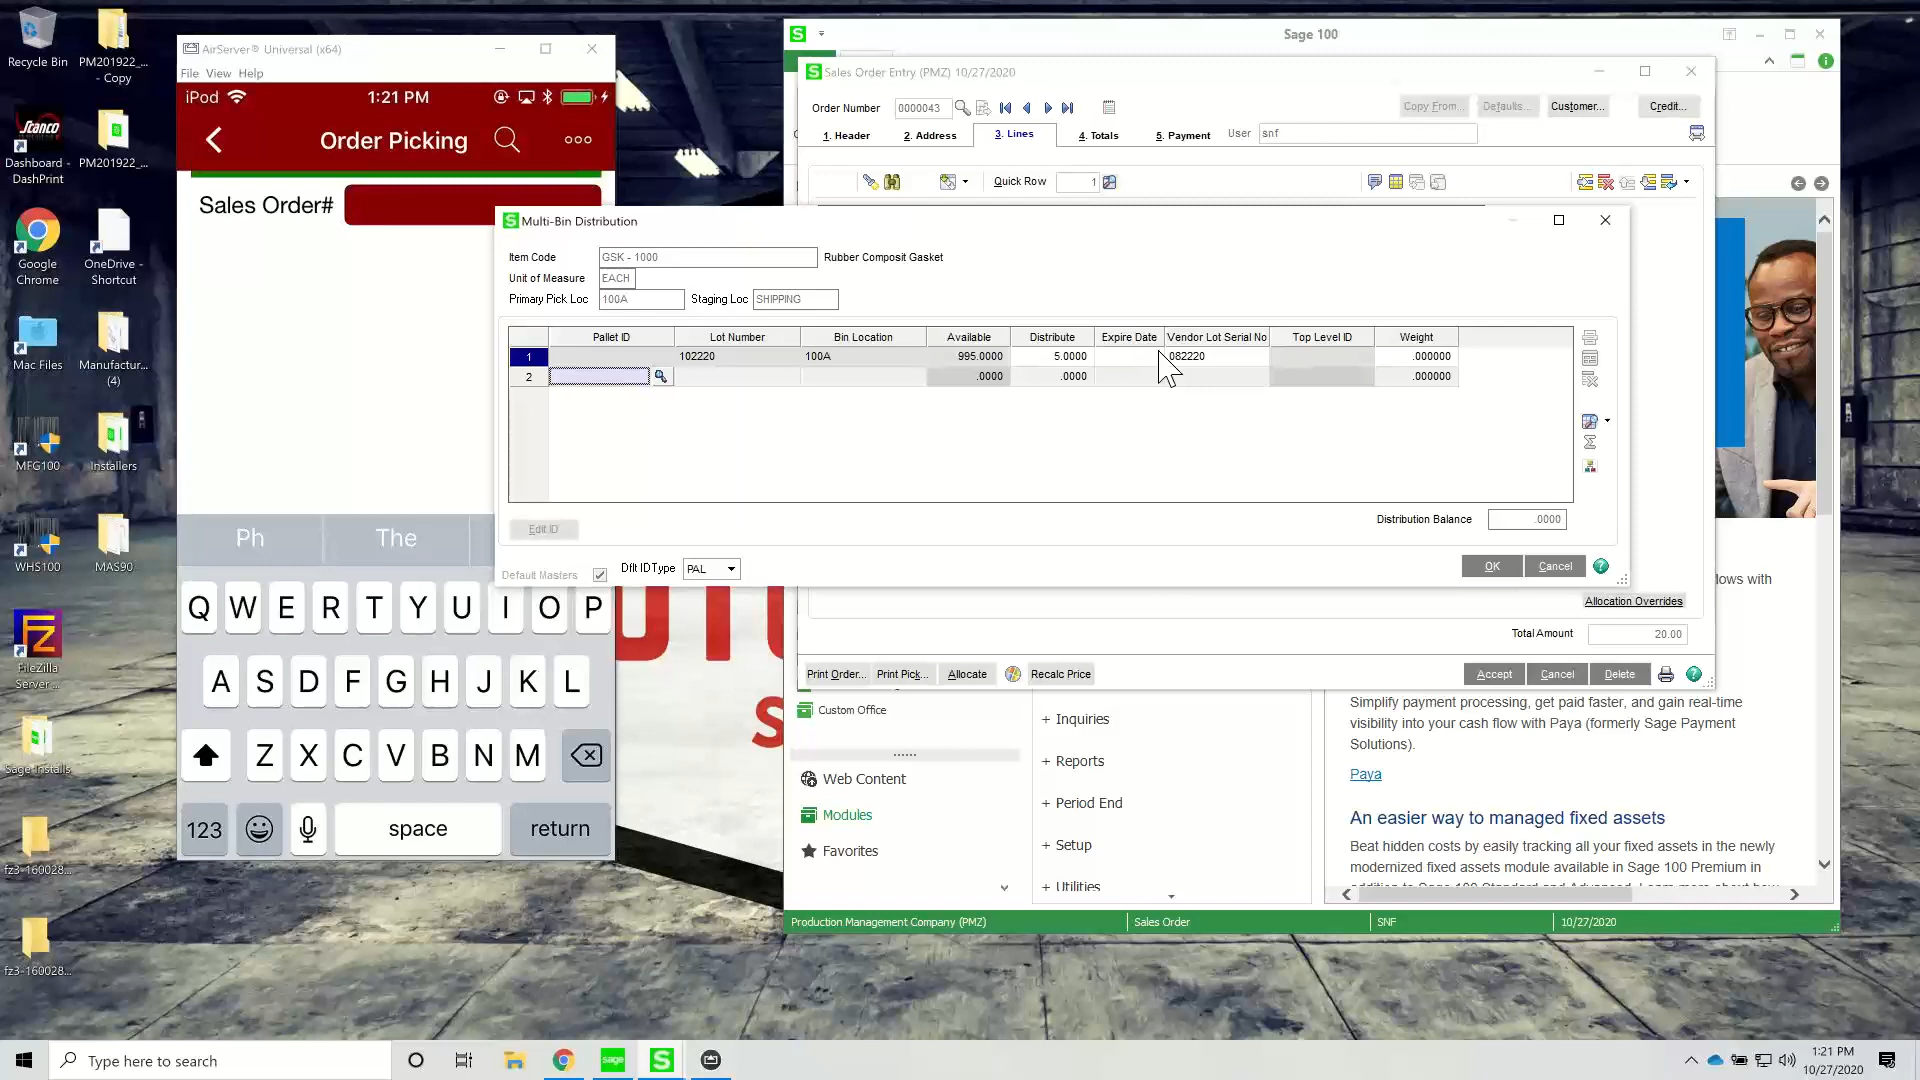 Recycle Bin
PM201922_...
- Copy
Dashboard -
DashPrint
PM201922_...
Google
Chrome
OneDrive -
Shortcut
Mac Files
Manufactur...
(4)
MFG100
Installers
WHS100
MAS90
FileZilla
Server ...
Sage Installs
fz3-160028...
fz3-160028...
AirServer® Universal (x64)
File View Help
iPod
1:21 PM
Order Picking
Sales Order#
Ph
The
Q W E R T Y U I O P
A S D F G H J K L
Z X C V B N M
123
space
return
Sage 100
Sales Order Entry (PMZ) 10/27/2020
Order Number
0000043
Copy From...
Defaults...
Customer...
Credit...
1. Header
2. Address
3. Lines
4. Totals
5. Payment
User
snf
Quick Row
1
Multi-Bin Distribution
Item Code
GSK - 1000
Rubber Composit Gasket
Unit of Measure
EACH
Primary Pick Loc
100A
Staging Loc
SHIPPING
Pallet ID Lot Number Bin Location Available Distribute Expire Date Vendor Lot Serial No Top Level ID Weight
1 102220 100A 995.0000 5.0000 082220 .000000
2 .0000 .0000 .000000
Distribution Balance
.0000
Edit ID
Default Masters
Dflt ID Type
PAL
OK
Cancel
Allocation Overrides
Total Amount
20.00
Print Order...
Print Pick...
Allocate
Recalc Price
Accept
Cancel
Delete
Custom Office
Web Content
Modules
Favorites
+ Inquiries
+ Reports
+ Period End
+ Setup
+ Utilities
lows with
Simplify payment processing, get paid faster, and gain real-time
visibility into your cash flow with Paya (formerly Sage Payment
Solutions).
Paya
An easier way to managed fixed assets
Beat hidden costs by easily tracking all your fixed assets in the newly
modernized fixed assets module available in Sage 100 Premium in
Production Management Company (PMZ)
Sales Order
SNF
10/27/2020
Type here to search
sage
1:21 PM
10/27/2020